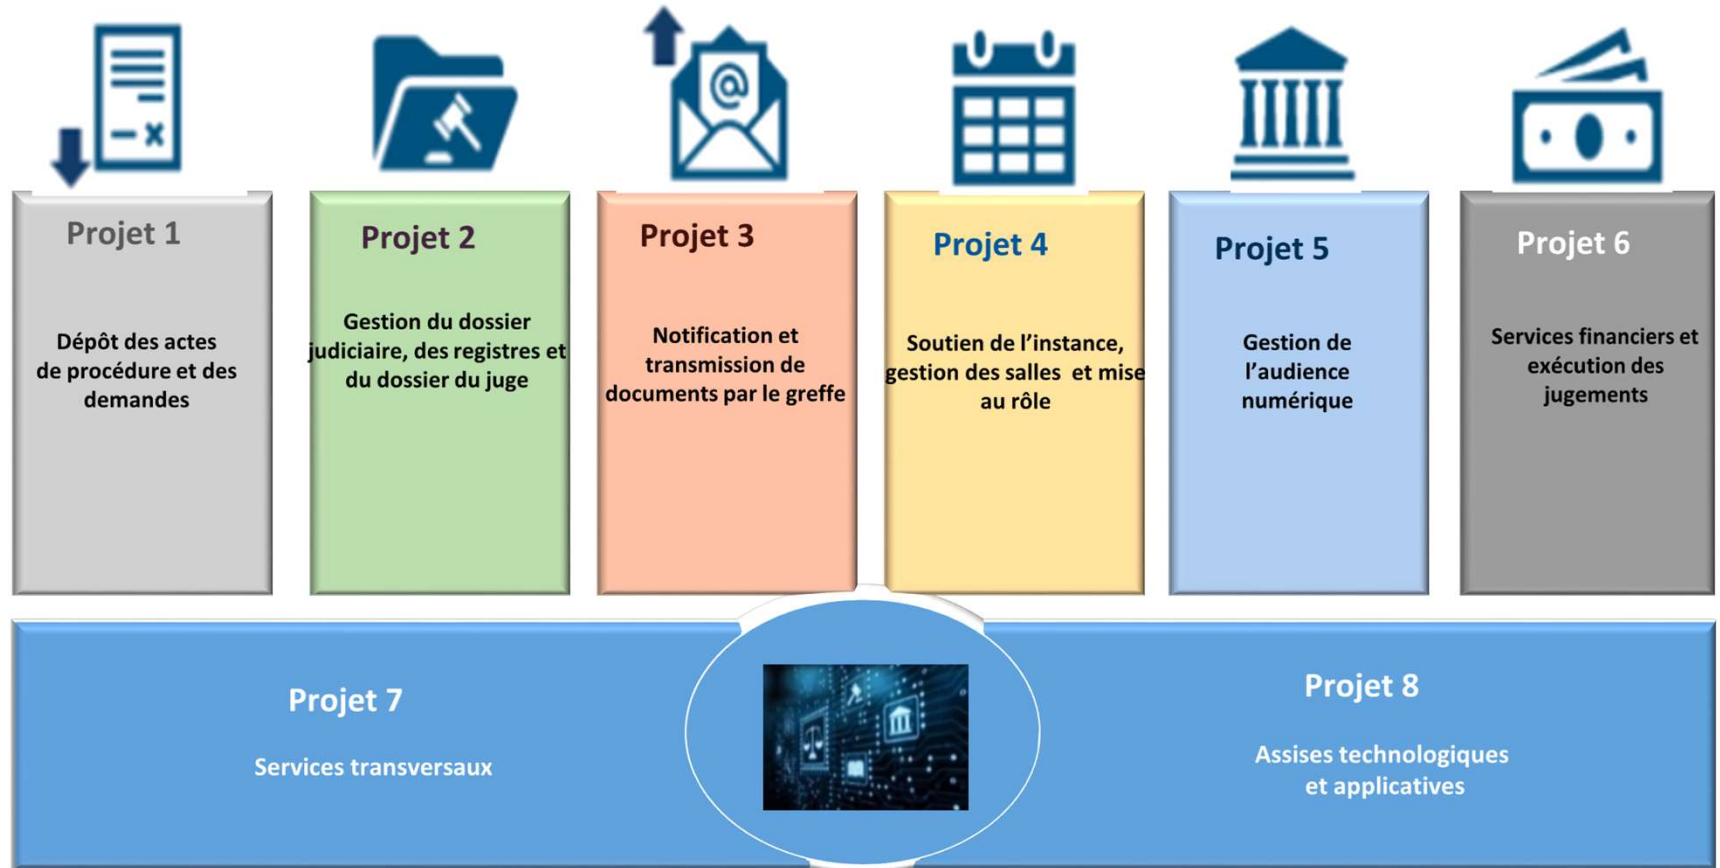 Projet 1
Dépôt des actes
de procédure et des
demandes
Projet 2
Gestion du dossier
judiciaire, des registres et
du dossier du juge
Projet 3
Notification et
transmission de
documents par le greffe
Projet 4
Soutien de l'instance,
gestion des salles et mise
au rôle
Projet 5
Gestion de
l'audience
numérique
Projet 6
Services financiers et
exécution des
jugements
Projet 7
Services transversaux
Projet 8
Assises technologiques
et applicatives